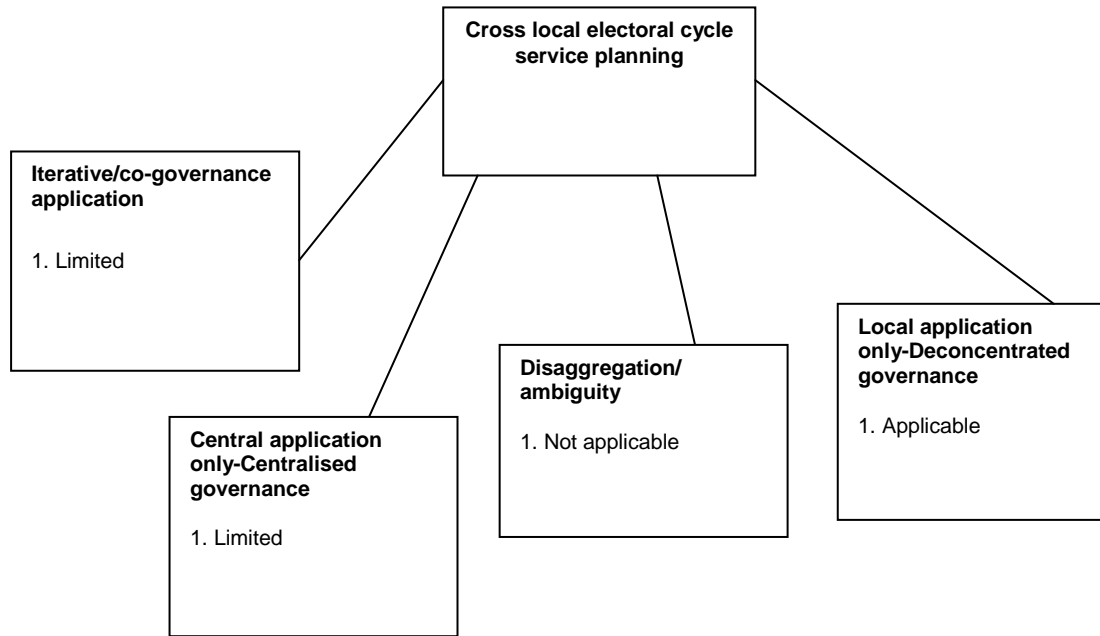 Cross local electoral cycle
service planning
Iterative/co-governance
application
1. Limited
Central application
only-Centralised
governance
1. Limited
Disaggregation/
ambiguity
1. Not applicable
Local application
only-Deconcentrated
governance
1. Applicable